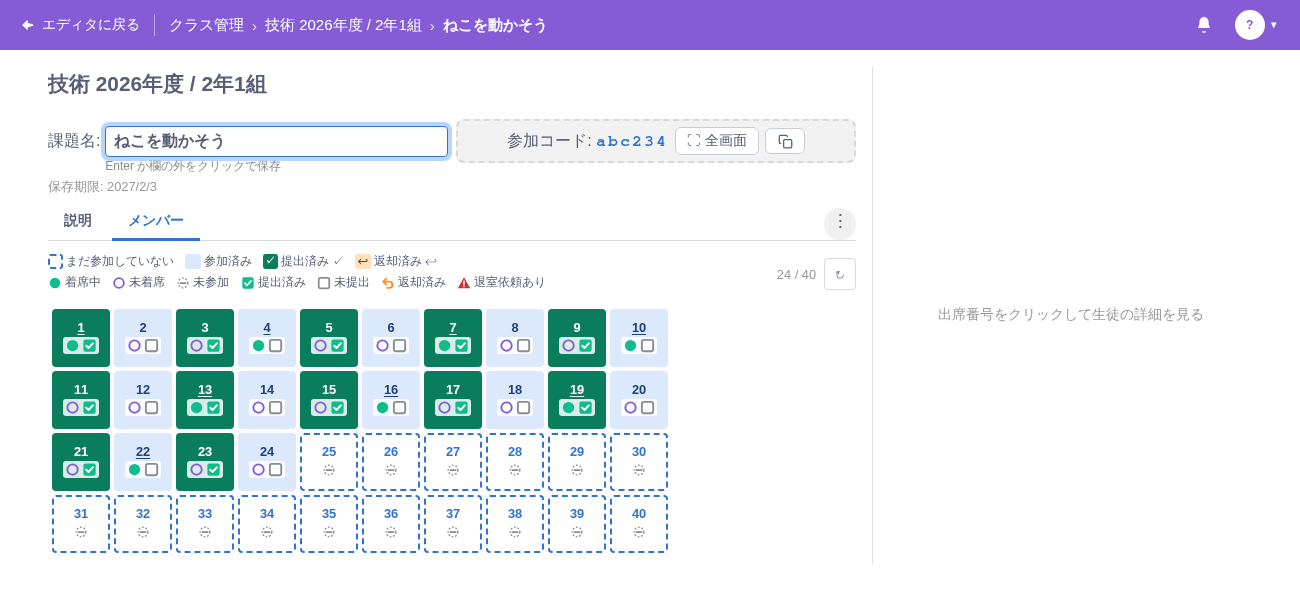 エディタに戻る クラス管理 › 技術 2026年度 / 2年1組 › ねこを動かそう ? ▼
技術 2026年度 / 2年1組
課題名: ねこを動かそう 参加コード: abc234 全画面
Enter か欄の外をクリックで保存
保存期限: 2027/2/3
説明 メンバー
まだ参加していない 参加済み 提出済み ✓ 返却済み ↩
着席中 未着席 未参加 提出済み 未提出 返却済み 退室依頼あり
24 / 40
出席番号をクリックして生徒の詳細を見る
1 2 3 4 5 6 7 8 9 10
11 12 13 14 15 16 17 18 19 20
21 22 23 24 25 26 27 28 29 30
31 32 33 34 35 36 37 38 39 40